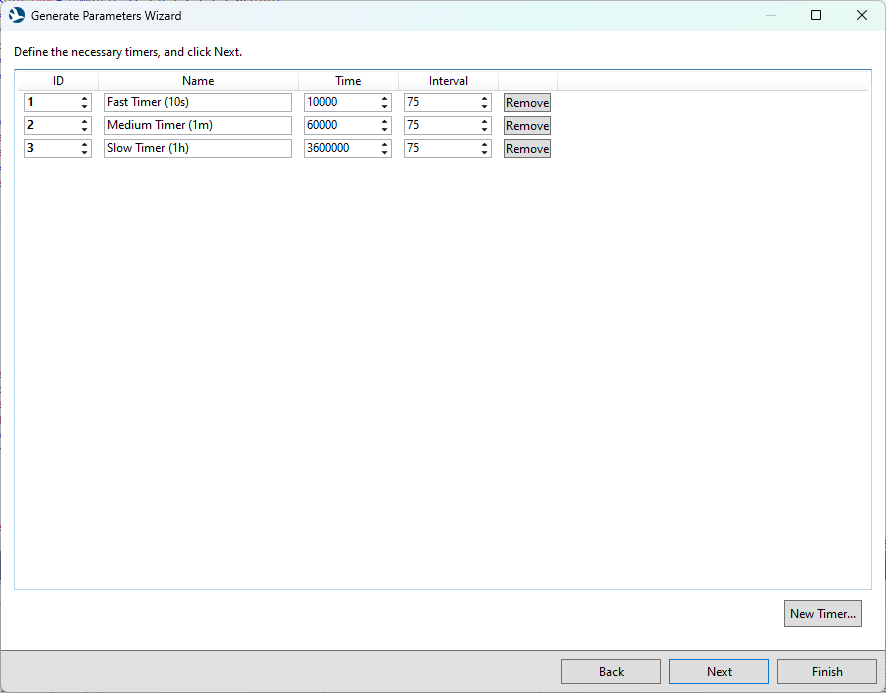 Generate Parameters Wizard
Define the necessary timers, and click Next.
ID Name Time Interval
1 Fast Timer (10s) 10000 75 Remove
2 Medium Timer (1m) 60000 75 Remove
3 Slow Timer (1h) 3600000 75 Remove
New Timer...
Back Next Finish